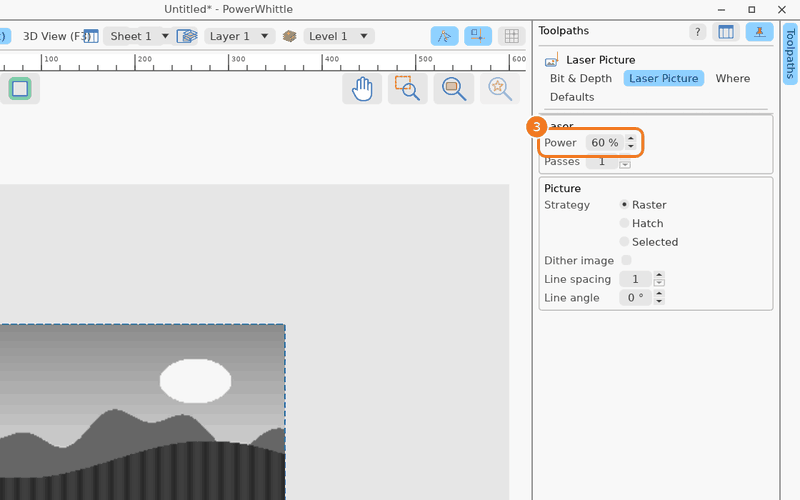 Untitled* - PowerWhittle
3D View (F3) Sheet 1 Layer 1 Level 1
100 200 300 400 500 600
Toolpaths ?
Toolpaths
Laser Picture
Bit & Depth Laser Picture Where
Defaults
3
Power 60 %
Passes 1
Picture
Strategy Raster
Hatch
Selected
Dither image
Line spacing 1
Line angle 0 °